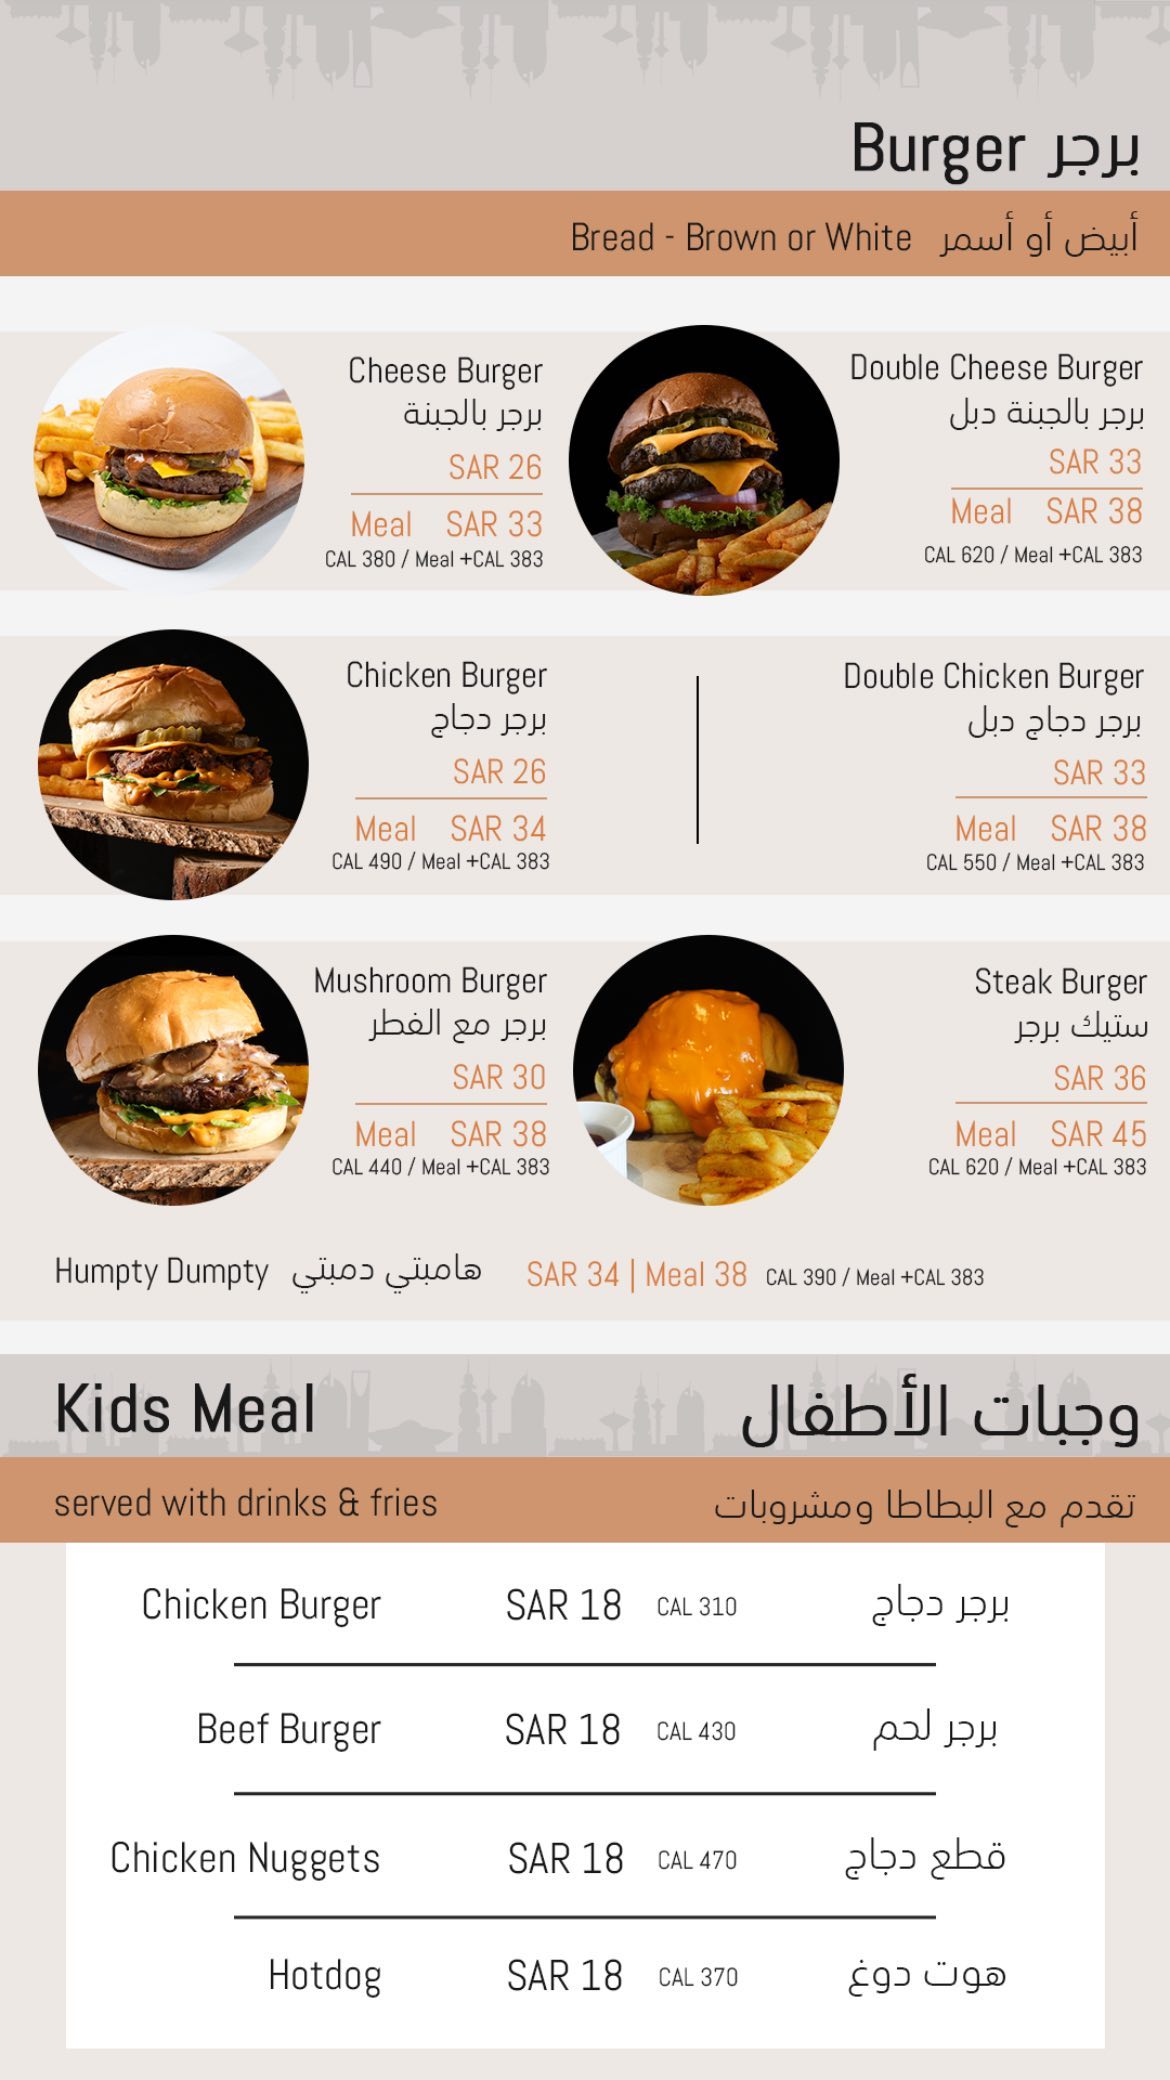 Burger برجر
Bread - Brown or White أبيض أو أسمر
Cheese Burger
برجر بالجبنة
SAR 26
Meal SAR 33
CAL 380 / Meal +CAL 383
Double Cheese Burger
برجر بالجبنة دبل
SAR 33
Meal SAR 38
CAL 620 / Meal +CAL 383
Chicken Burger
برجر دجاج
SAR 26
Meal SAR 34
CAL 490 / Meal +CAL 383
Double Chicken Burger
برجر دجاج دبل
SAR 33
Meal SAR 38
CAL 550 / Meal +CAL 383
Mushroom Burger
برجر مع الفطر
SAR 30
Meal SAR 38
CAL 440 / Meal +CAL 383
Steak Burger
ستيك برجر
SAR 36
Meal SAR 45
CAL 620 / Meal +CAL 383
Humpty Dumpty هامبتي دمبتي SAR 34 | Meal 38 CAL 390 / Meal +CAL 383
Kids Meal وجبات الأطفال
served with drinks & fries تقدم مع البطاطا ومشروبات
Chicken Burger SAR 18 CAL 310 برجر دجاج
Beef Burger SAR 18 CAL 430 برجر لحم
Chicken Nuggets SAR 18 CAL 470 قطع دجاج
Hotdog SAR 18 CAL 370 هوت دوغ